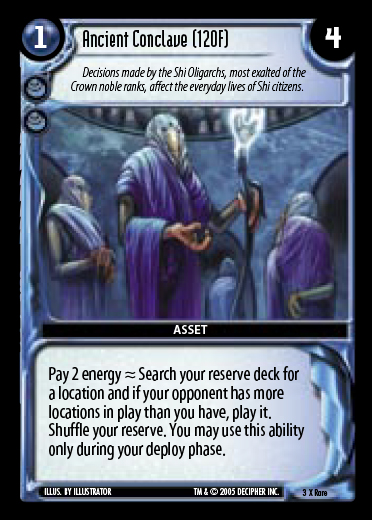 1 Ancient Conclave (120F) 4
Decisions made by the Shi Oligarchs, most exalted of the
Crown noble ranks, affect the everyday lives of Shi citizens.
ASSET
Pay 2 energy ≈ Search your reserve deck for
a location and if your opponent has more
locations in play than you have, play it.
Shuffle your reserve. You may use this ability
only during your deploy phase.
ILLUS. BY ILLUSTRATOR TM & © 2005 DECIPHER INC. 3 X Rare